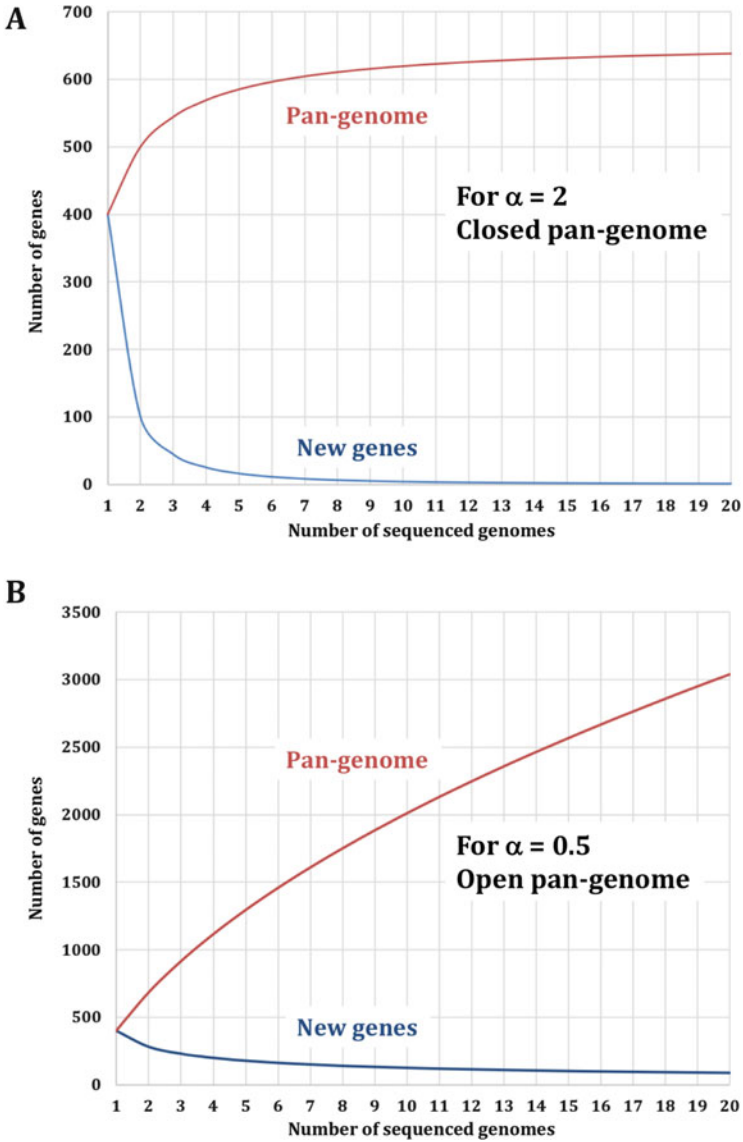 A
700
600
500
400
300
200
100
0
Number of genes
Pan-genome
For α = 2
Closed pan-genome
New genes
1 2 3 4 5 6 7 8 9 10 11 12 13 14 15 16 17 18 19 20
Number of sequenced genomes
B
3500
3000
2500
2000
1500
1000
500
0
Number of genes
Pan-genome
For α = 0.5
Open pan-genome
New genes
1 2 3 4 5 6 7 8 9 10 11 12 13 14 15 16 17 18 19 20
Number of sequenced genomes